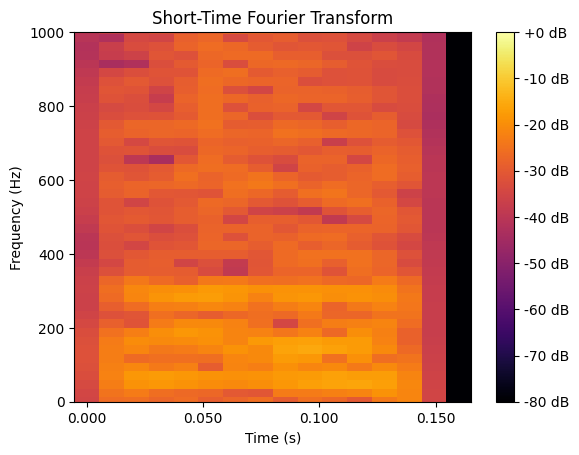 Short-Time Fourier Transform
Frequency (Hz)
1000
800
600
400
200
0
0.000
0.050
0.100
0.150
Time (s)
+0 dB
-10 dB
-20 dB
-30 dB
-40 dB
-50 dB
-60 dB
-70 dB
-80 dB